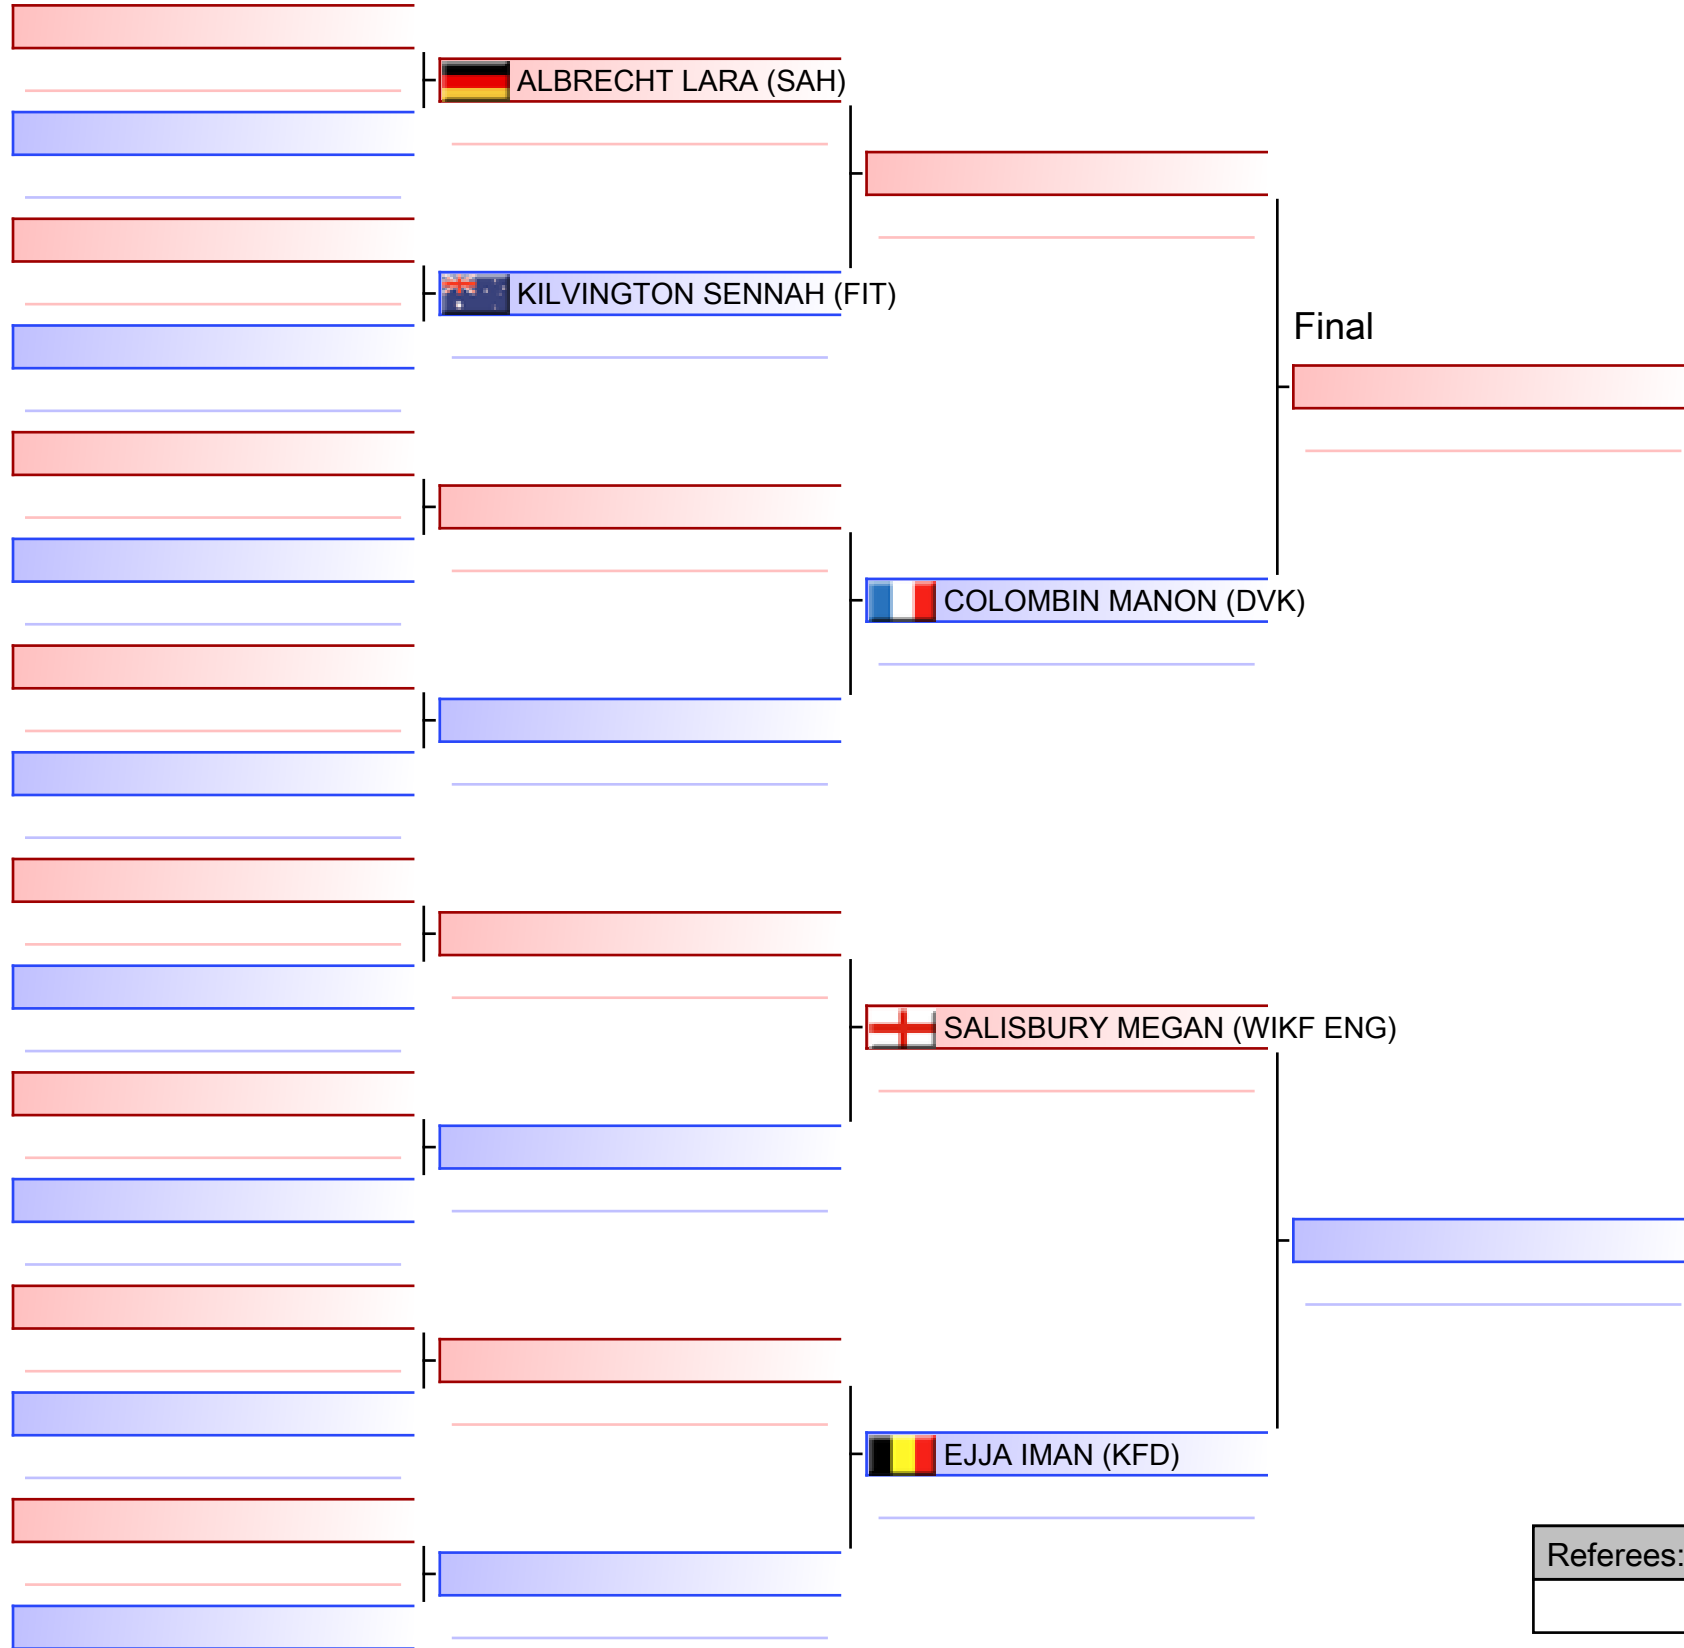 ALBRECHT LARA (SAH)
KILVINGTON SENNAH (FIT)
Final
COLOMBIN MANON (DVK)
SALISBURY MEGAN (WIKF ENG)
EJJA IMAN (KFD)
Referees: